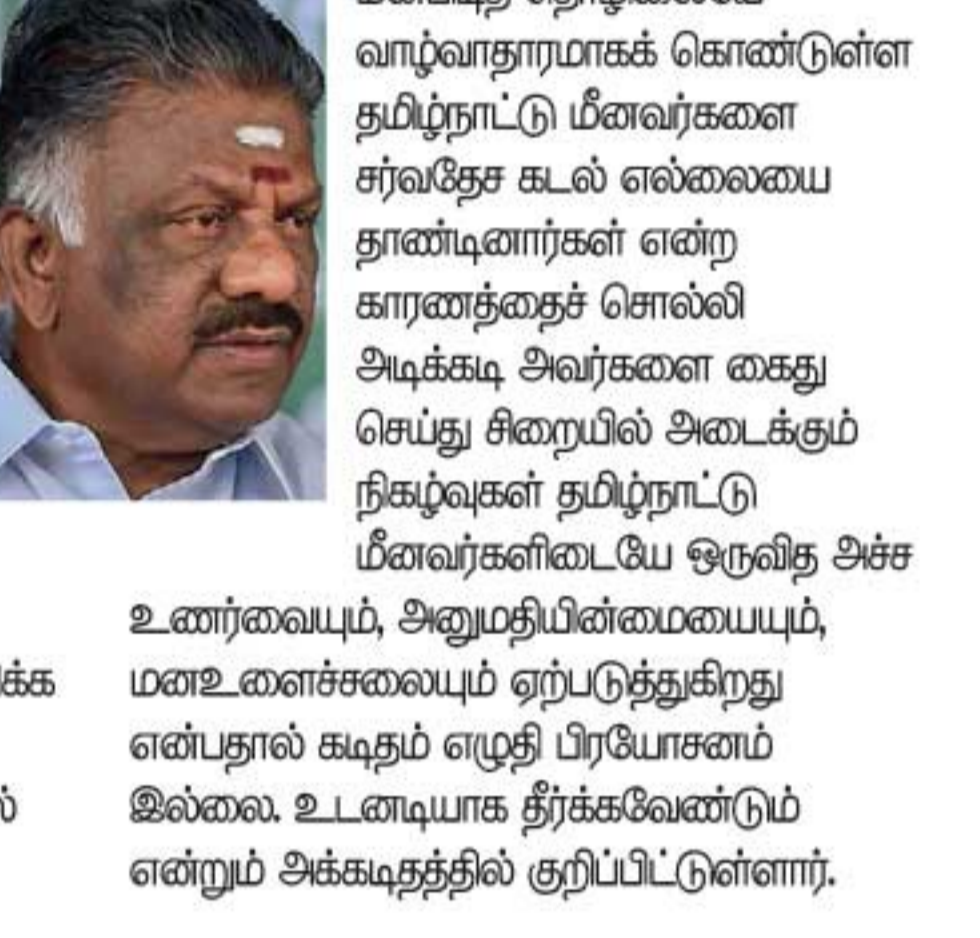 வாழ்வாதாரமாகக் கொண்டுள்ள
தமிழ்நாட்டு மீனவர்களை
சர்வதேச கடல் எல்லையை
தாண்டினார்கள் என்ற
காரணத்தைச் சொல்லி
அடிக்கடி அவர்களை கைது
செய்து சிறையில் அடைக்கும்
நிகழ்வுகள் தமிழ்நாட்டு
மீனவர்களிடையே ஒருவித அச்ச
உணர்வையும், அனுமதியின்மையையும்,
மனஉளைச்சலையும் ஏற்படுத்துகிறது
என்பதால் கடிதம் எழுதி பிரயோசனம்
இல்லை. உடனடியாக தீர்க்கவேண்டும்
என்றும் அக்கடிதத்தில் குறிப்பிட்டுள்ளார்.